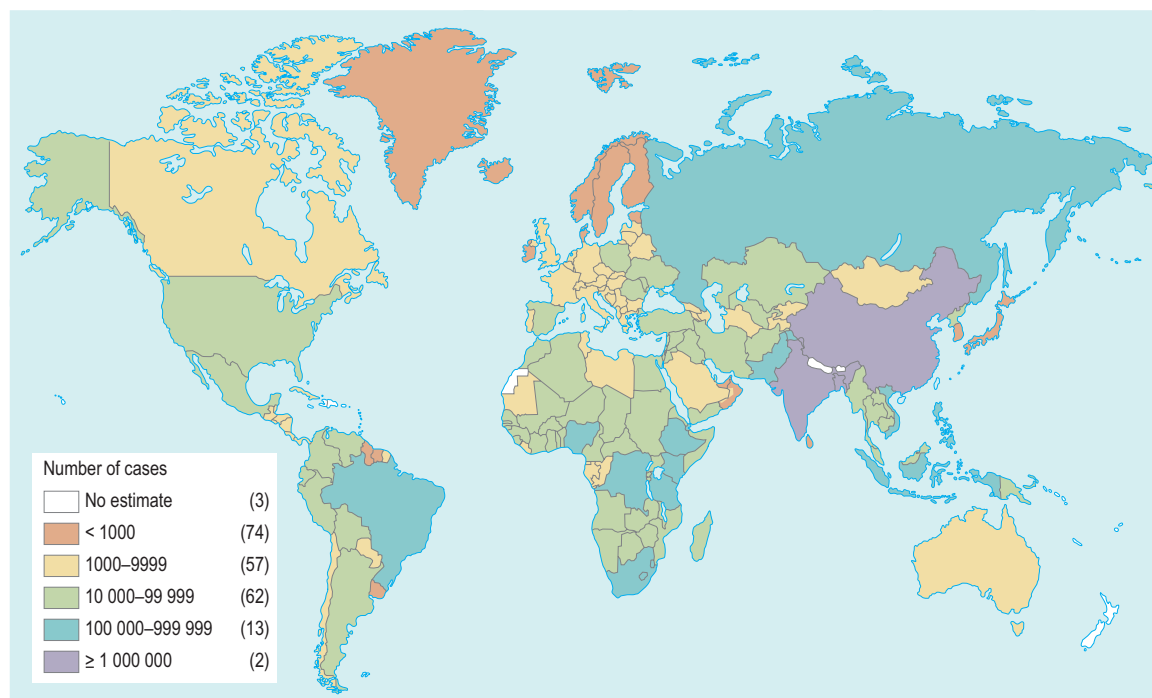 Number of cases
No estimate (3)
< 1000 (74)
1000–9999 (57)
10 000–99 999 (62)
100 000–999 999 (13)
≥ 1 000 000 (2)